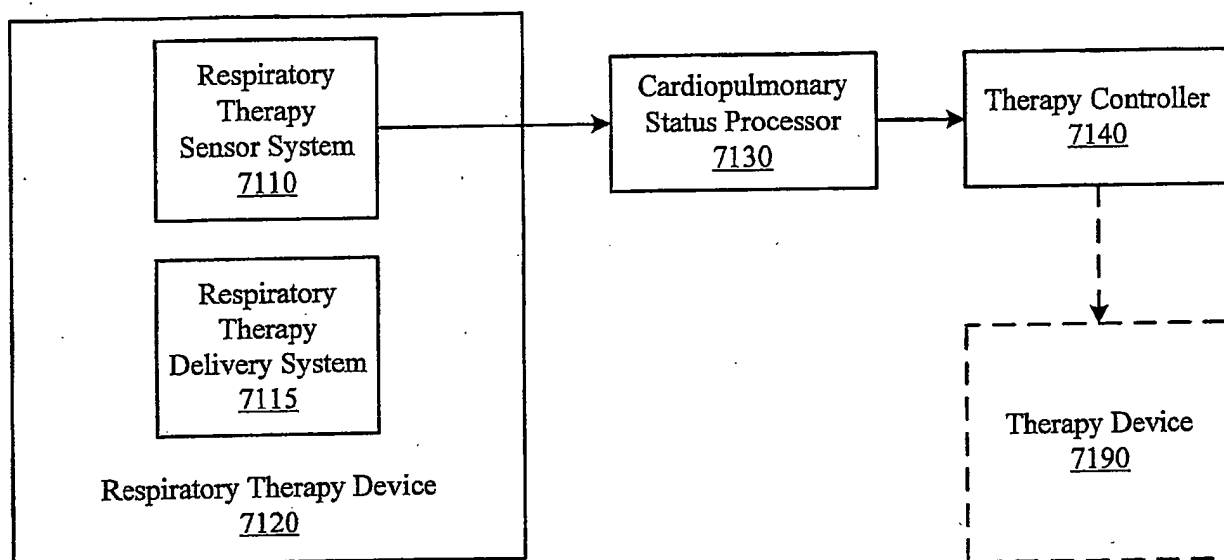 Respiratory
Therapy
Sensor System
7110
Respiratory
Therapy
Delivery System
7115
Respiratory Therapy Device
7120
Cardiopulmonary
Status Processor
7130
Therapy Controller
7140
Therapy Device
7190